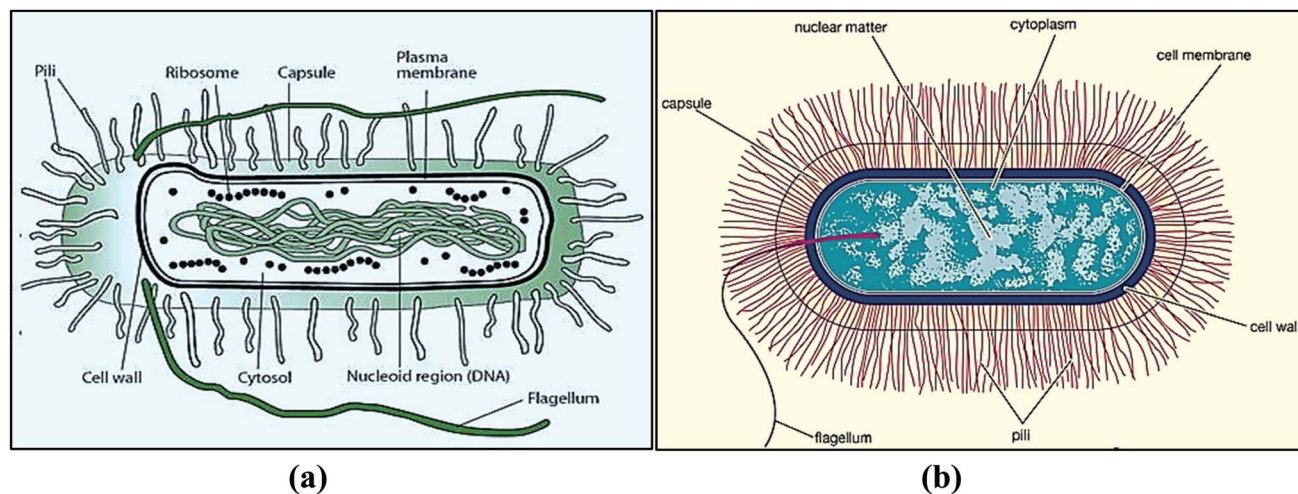 Pili
Ribosome
Capsule
Plasma
membrane
Cell wall
Cytosol
Nucleoid region (DNA)
Flagellum
(a)
nuclear matter
cytoplasm
cell membrane
capsule
cell wall
flagellum
pili
(b)